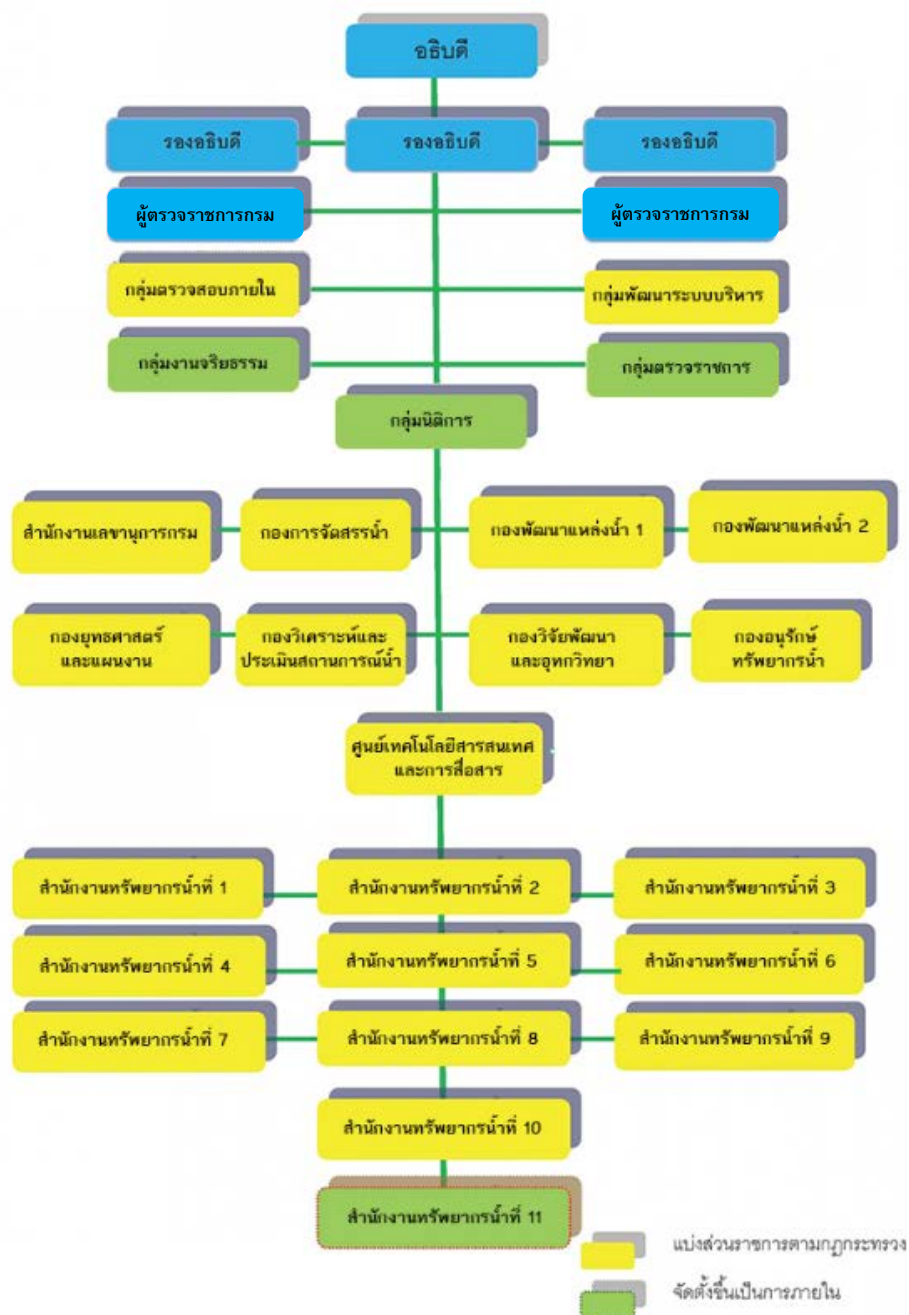 อธิบดี
รองอธิบดี
รองอธิบดี
รองอธิบดี
ผู้ตรวจราชการกรม
ผู้ตรวจราชการกรม
กลุ่มตรวจสอบภายใน
กลุ่มพัฒนาระบบบริหาร
กลุ่มงานจริยธรรม
กลุ่มตรวจราชการ
กลุ่มนิติการ
สำนักงานเลขานุการกรม
กองการจัดสรรน้ำ
กองพัฒนาแหล่งน้ำ 1
กองพัฒนาแหล่งน้ำ 2
กองยุทธศาสตร์
และแผนงาน
กองวิเคราะห์และ
ประเมินสถานการณ์น้ำ
กองวิจัยพัฒนา
และอุทกวิทยา
กองอนุรักษ์
ทรัพยากรน้ำ
ศูนย์เทคโนโลยีสารสนเทศ
และการสื่อสาร
สำนักงานทรัพยากรน้ำที่ 1
สำนักงานทรัพยากรน้ำที่ 2
สำนักงานทรัพยากรน้ำที่ 3
สำนักงานทรัพยากรน้ำที่ 4
สำนักงานทรัพยากรน้ำที่ 5
สำนักงานทรัพยากรน้ำที่ 6
สำนักงานทรัพยากรน้ำที่ 7
สำนักงานทรัพยากรน้ำที่ 8
สำนักงานทรัพยากรน้ำที่ 9
สำนักงานทรัพยากรน้ำที่ 10
สำนักงานทรัพยากรน้ำที่ 11
แบ่งส่วนราชการตามกฎกระทรวง
จัดตั้งขึ้นเป็นการภายใน